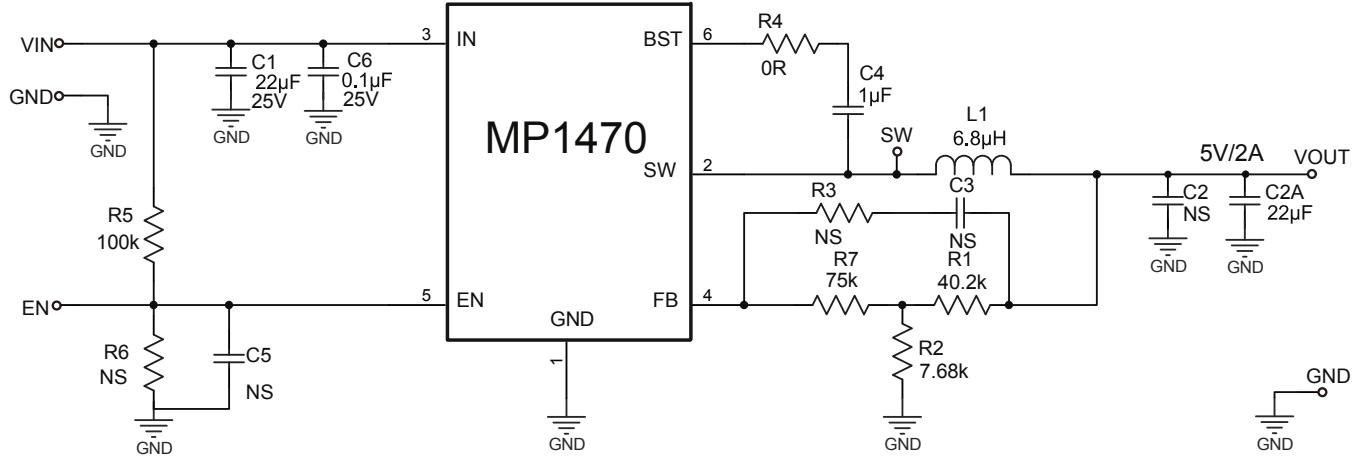 VIN
GND
GND
C1
22µF
25V
GND
C6
0.1µF
25V
GND
3
IN
MP1470
BST
6
R4
0R
C4
1µF
SW
2
SW
L1
6.8µH
5V/2A
VOUT
C2
NS
GND
C2A
22µF
GND
R3
NS
C3
NS
R5
100k
R7
75k
R1
40.2k
EN
5
EN
FB
4
GND
1
GND
R6
NS
C5
NS
GND
R2
7.68k
GND
GND
GND